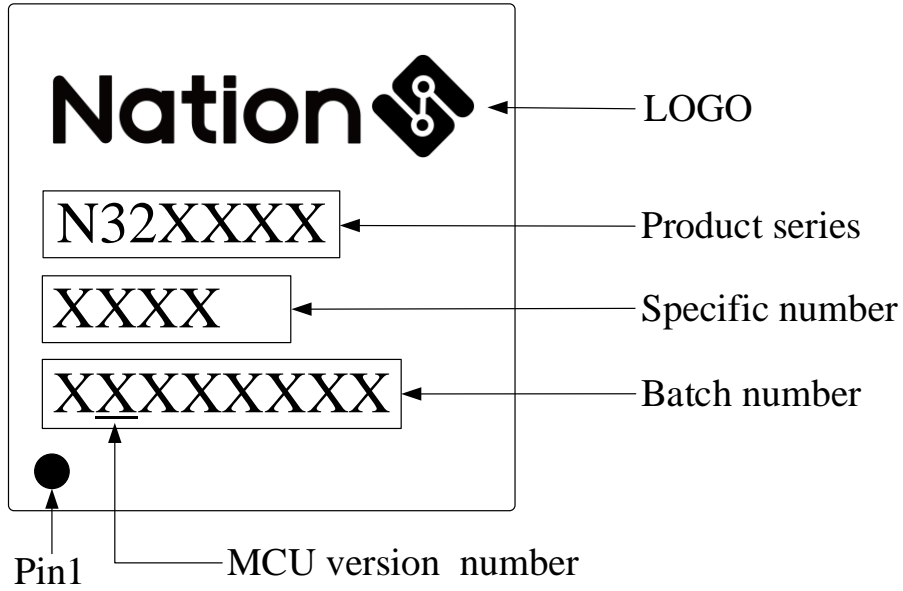 Nation
LOGO
N32XXXX
Product series
XXXX
Specific number
XXXXXXXX
Batch number
Pin1
MCU version number